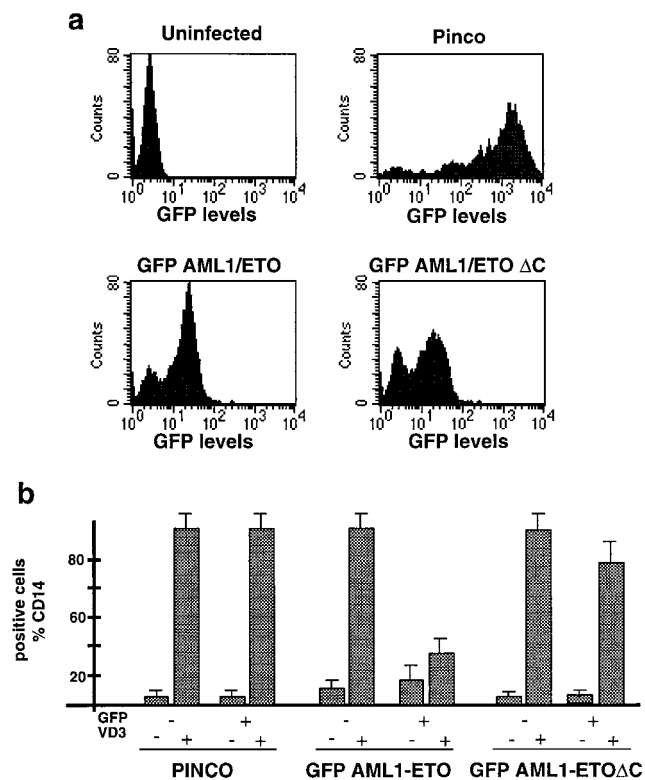 a
Uninfected
Pinco
80
Counts
0
10^0 10^1 10^2 10^3 10^4
GFP levels
80
Counts
0
10^0 10^1 10^2 10^3 10^4
GFP levels
GFP AML1/ETO
GFP AML1/ETO ΔC
80
Counts
0
10^0 10^1 10^2 10^3 10^4
GFP levels
80
Counts
0
10^0 10^1 10^2 10^3 10^4
GFP levels
b
positive cells
% CD14
80
60
20
GFP - + - + - +
VD3 - + - + - + - + - + - +
PINCO GFP AML1-ETO GFP AML1-ETOΔC